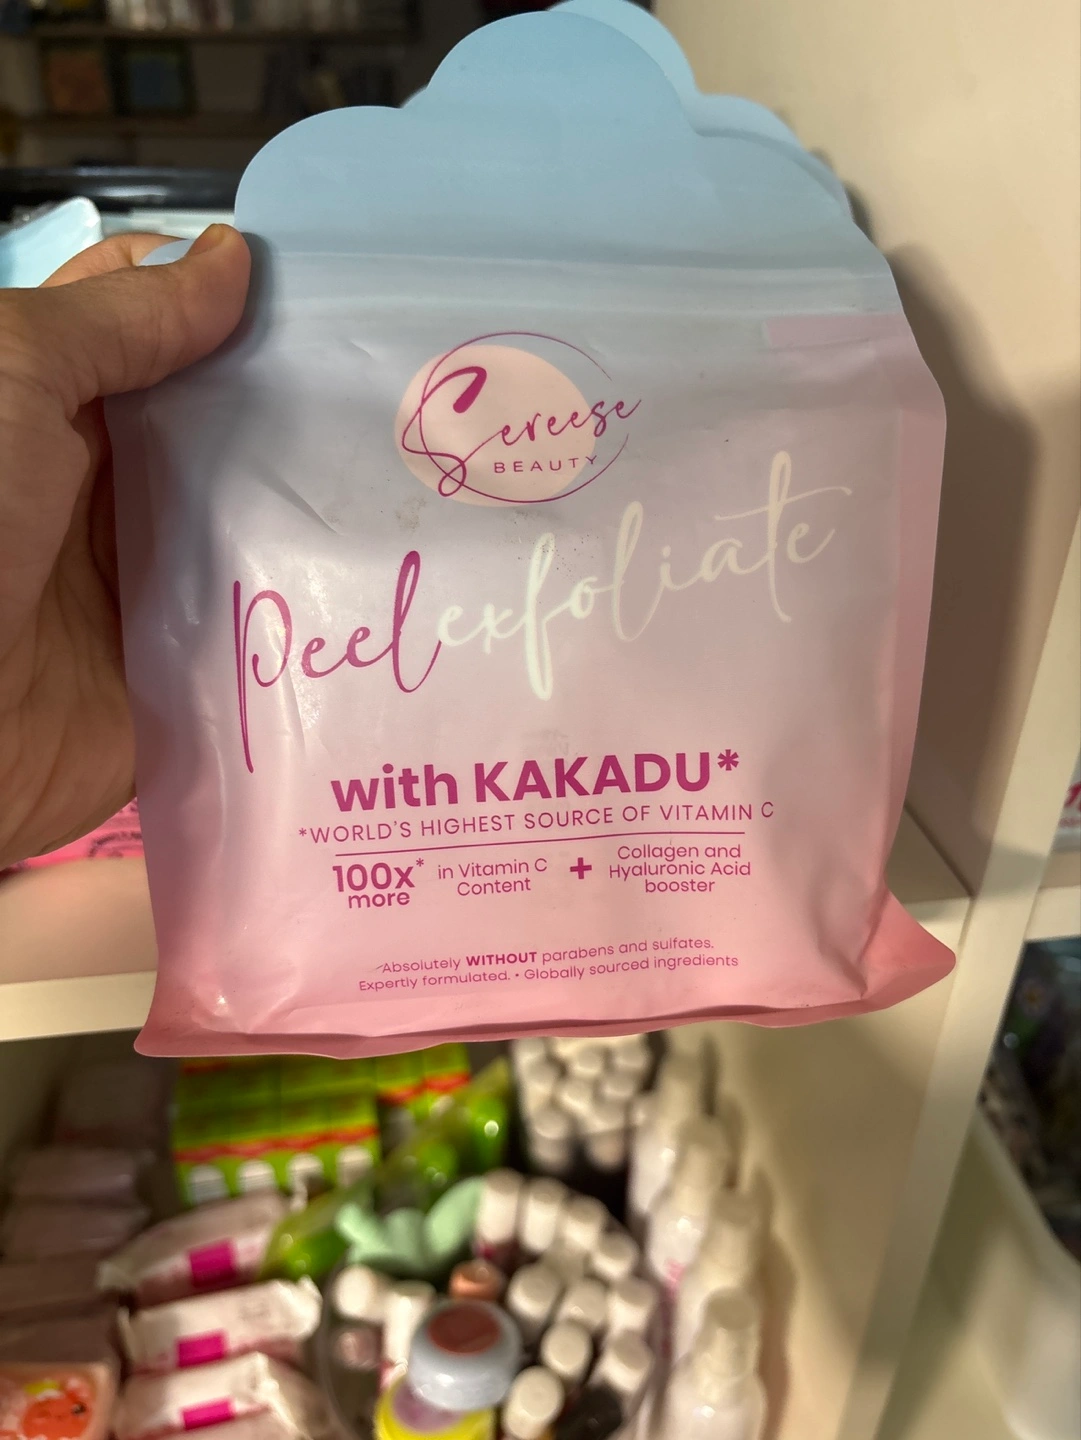 Sereese
BEAUTY
Peel exfoliate
with KAKADU*
*WORLD'S HIGHEST SOURCE OF VITAMIN C
100x* more in Vitamin C Content + Collagen and Hyaluronic Acid booster
Absolutely WITHOUT parabens and sulfates.
Expertly formulated. • Globally sourced ingredients